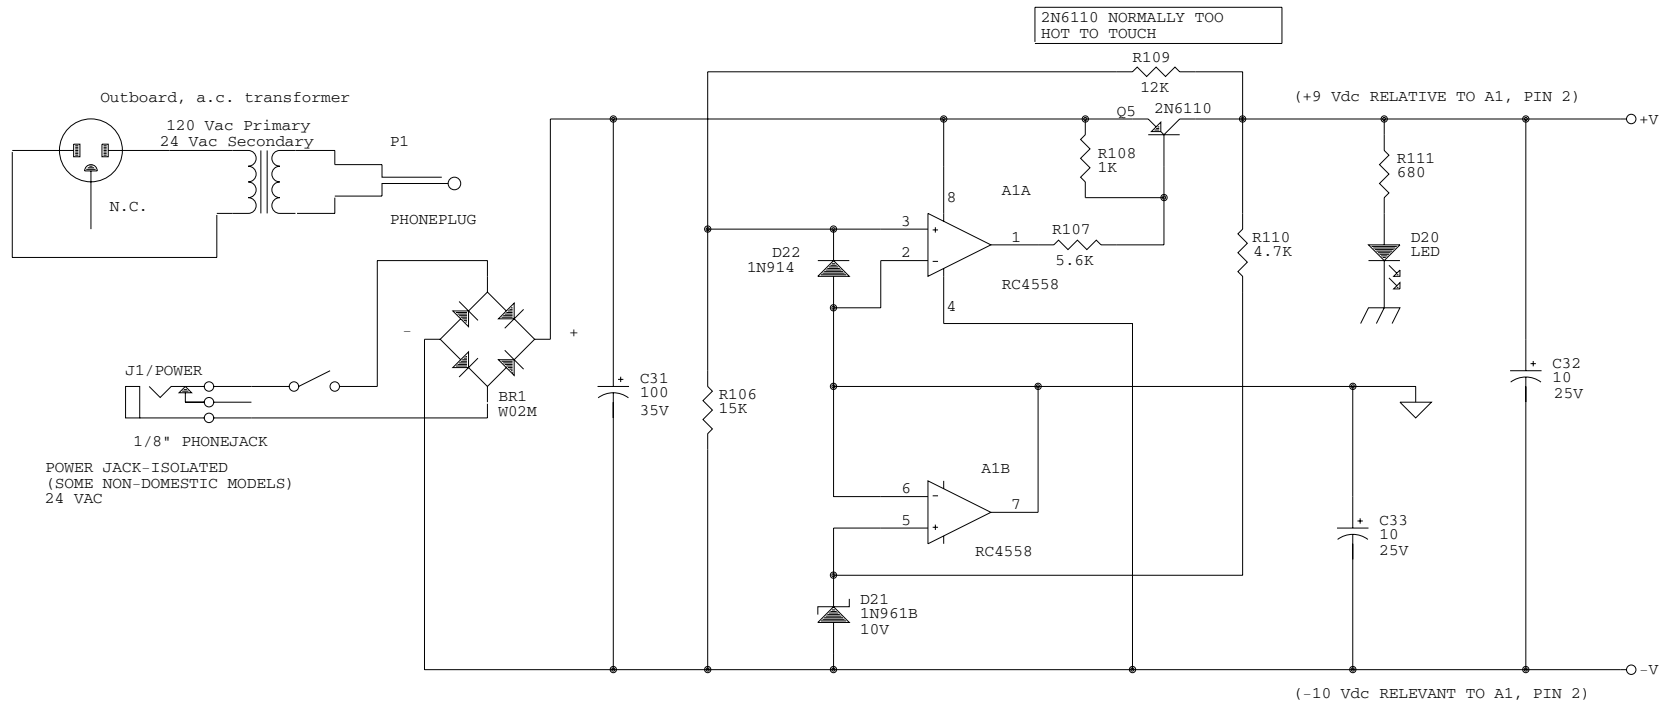 2N6110 NORMALLY TOO
HOT TO TOUCH
R109
12K
Outboard, a.c. transformer
120 Vac Primary
24 Vac Secondary
P1
N.C.
PHONEPLUG
Q5
2N6110
(+9 Vdc RELATIVE TO A1, PIN 2)
+V
R108
1K
R111
680
A1A
8
3
+
2
-
1
4
R107
5.6K
RC4558
D22
1N914
R110
4.7K
D20
LED
-
+
J1/POWER
BR1
W02M
1/8" PHONEJACK
POWER JACK-ISOLATED
(SOME NON-DOMESTIC MODELS)
24 VAC
+
C31
100
35V
R106
15K
+
C32
10
25V
A1B
6
-
5
+
7
RC4558
+
C33
10
25V
D21
1N961B
10V
-V
(-10 Vdc RELEVANT TO A1, PIN 2)